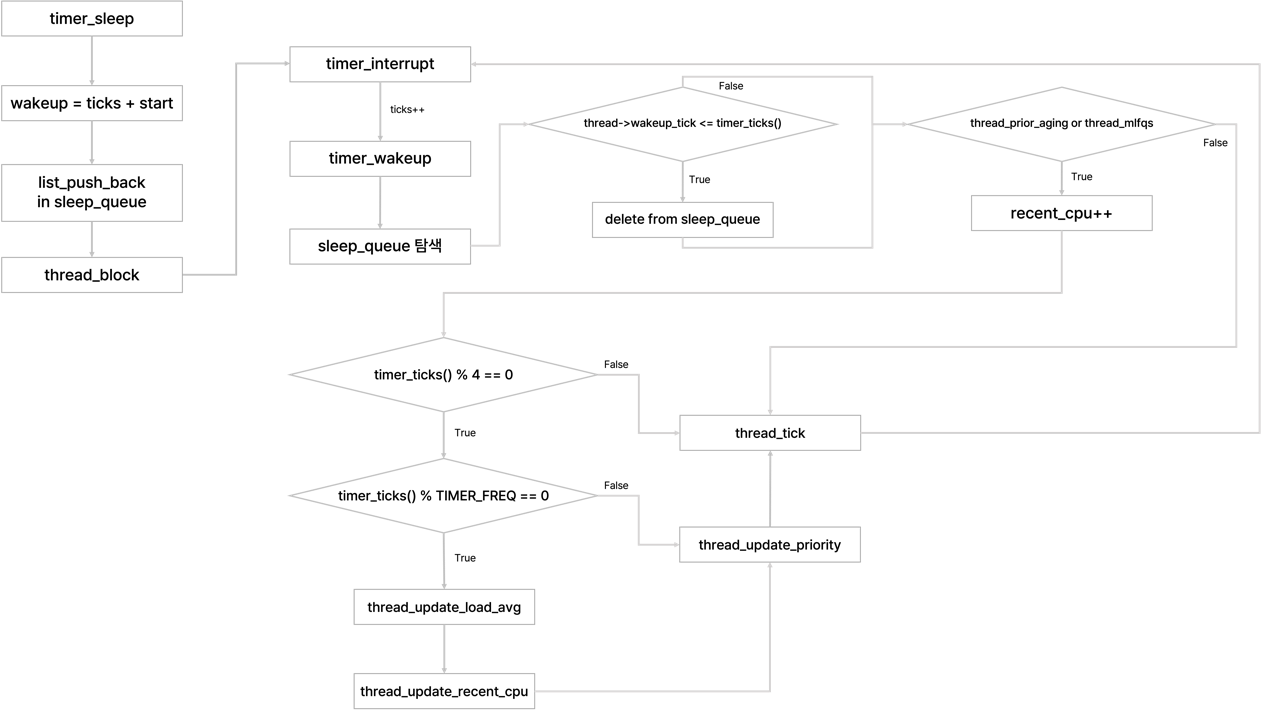 timer_sleep
wakeup = ticks + start
list_push_back
in sleep_queue
thread_block
timer_interrupt
ticks++
timer_wakeup
sleep_queue 탐색
False
thread->wakeup_tick <= timer_ticks()
True
delete from sleep_queue
thread_prior_aging or thread_mlfqs
False
True
recent_cpu++
timer_ticks() % 4 == 0
False
True
thread_tick
timer_ticks() % TIMER_FREQ == 0
False
True
thread_update_priority
thread_update_load_avg
thread_update_recent_cpu